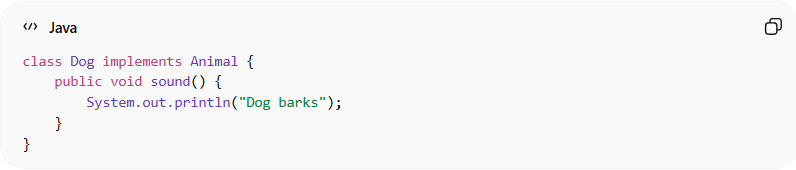 </> Java
class Dog implements Animal {
    public void sound() {
        System.out.println("Dog barks");
    }
}